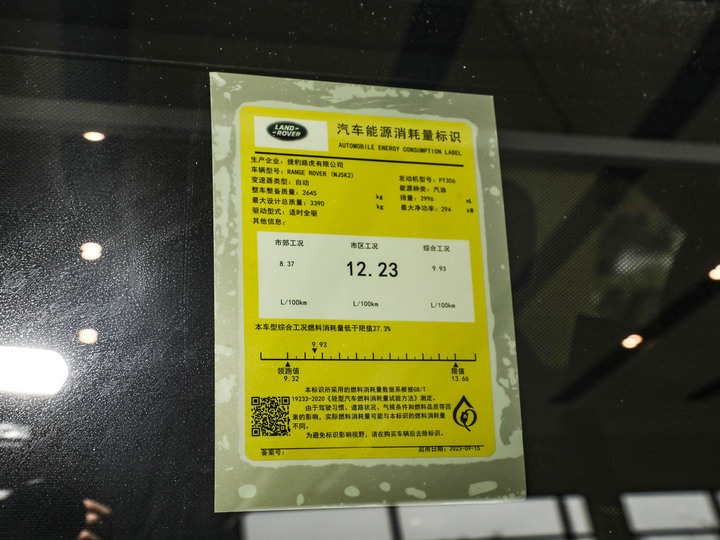 LAND-
-ROVER
汽车能源消耗量标识
AUTOMOBILE ENERGY CONSUMPTION LABEL
生产企业：捷豹路虎有限公司
车辆型号：RANGE ROVER (NJ5K2) 发动机型号：PT306
变速器类型：自动 能源种类：汽油
整车整备质量：2645 kg 排量：2996 mL
最大设计总质量：3390 kg 最大净功率：294 kW
驱动型式：适时全驱
其他信息：
市郊工况 市区工况 综合工况
8.37 12.23 9.93
L/100km L/100km L/100km
本车型综合工况燃料消耗量低于限值27.3%
9.93
领跑值 限值
9.32 13.66
本标识所采用的燃料消耗量数据系根据GB/T
19233-2020《轻型汽车燃料消耗量试验方法》测定。
由于驾驶习惯、道路状况、气候条件和燃料品质等因
素的影响，实际燃料消耗量可能与本标识的燃料消耗量
不同。
为避免标识影响视野，请在购买车辆后去除标识。
备案号： 启用日期：2023-09-15